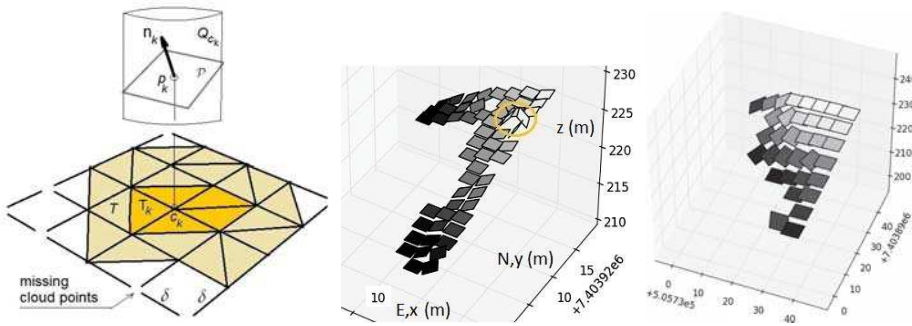 n_k
Q_{c_k}
𝒫
p_k
T
T_k
c_k
missing
cloud points
δ δ
230
225
z (m)
220
215
210
N,y (m)
15
10
+7.40392e6
10
E,x (m)
240
230
220
210
200
40
30
20
10
0
+7.40389e6
0
10
20
30
40
+5.0573e5